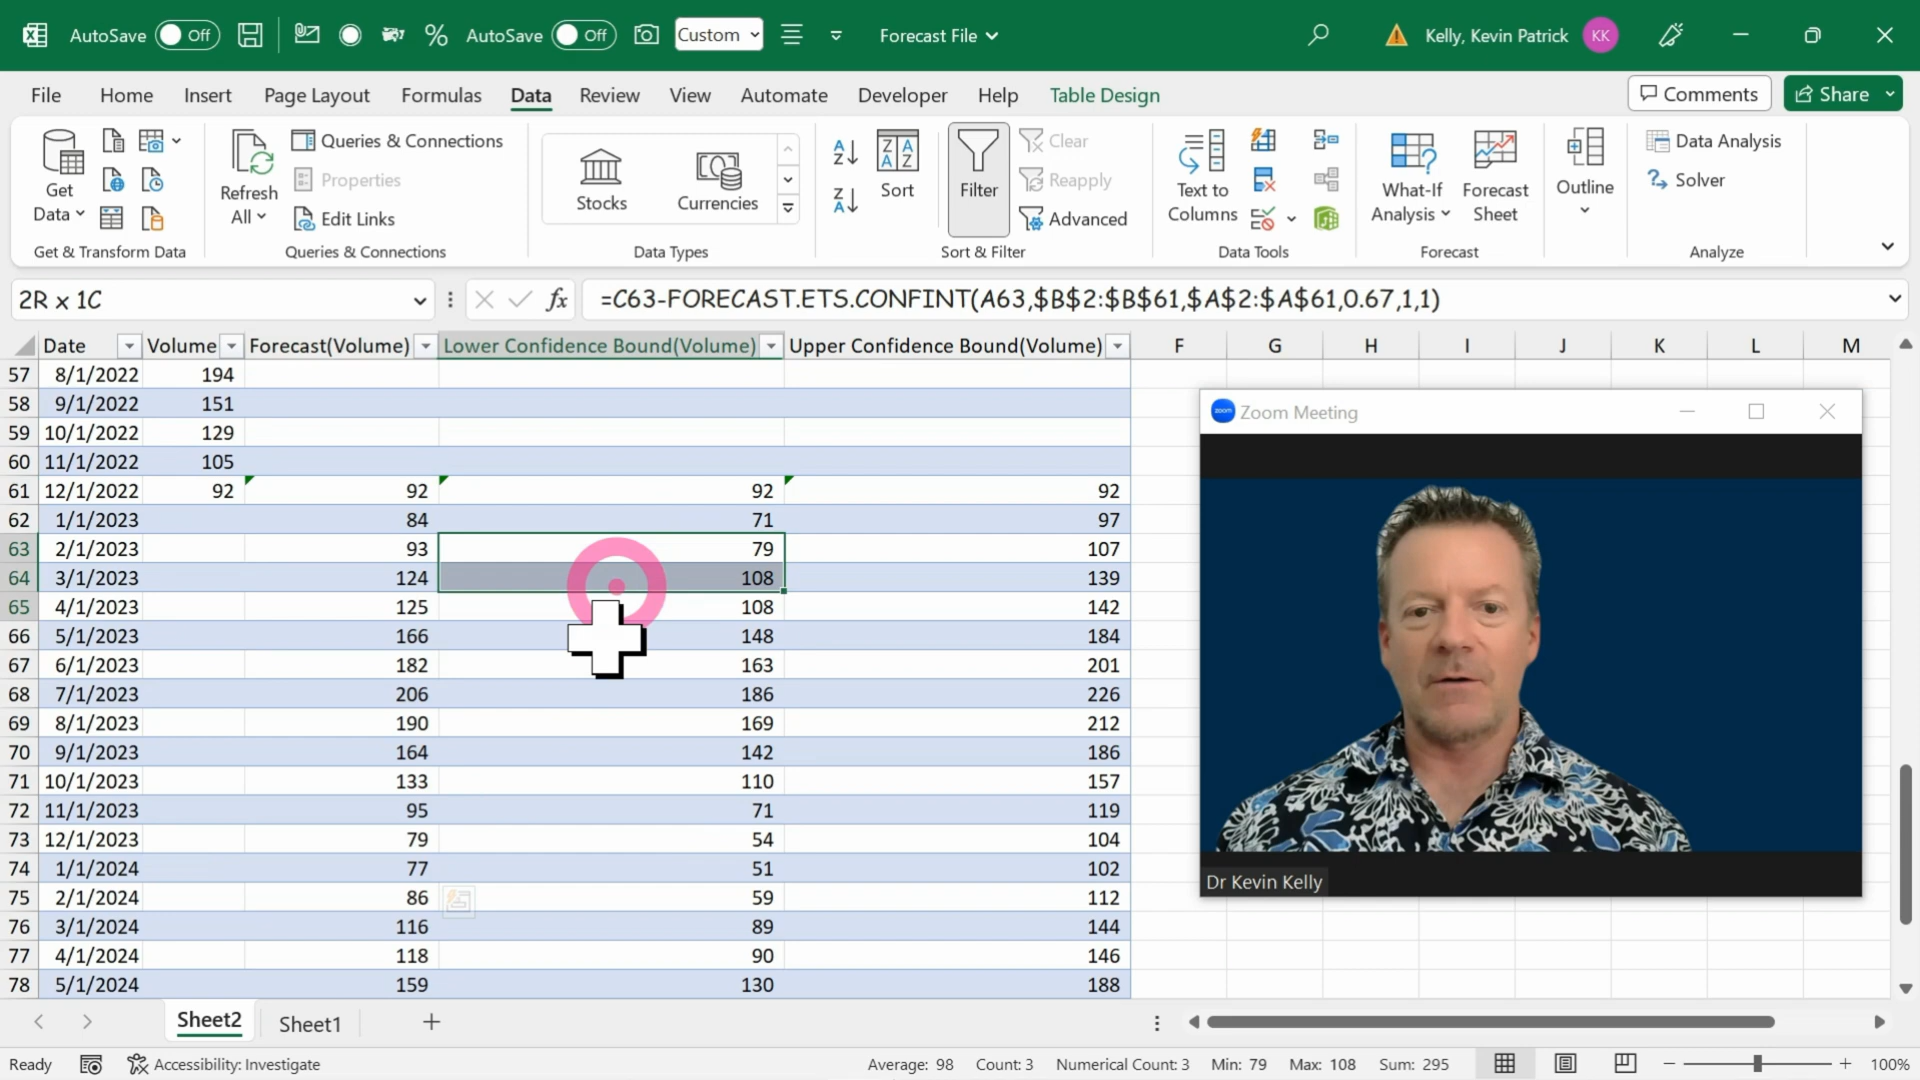 AutoSave Off AutoSave Off Custom Forecast File Kelly, Kevin Patrick KK
File Home Insert Page Layout Formulas Data Review View Automate Developer Help Table Design Comments Share
Get Data Refresh All Queries & Connections Properties Edit Links Stocks Currencies Sort Filter Clear Reapply Advanced Text to Columns What-If Analysis Forecast Sheet Outline Data Analysis Solver
Get & Transform Data Queries & Connections Data Types Sort & Filter Data Tools Forecast Analyze
2R x 1C fx =C63-FORECAST.ETS.CONFINT(A63,$B$2:$B$61,$A$2:$A$61,0.67,1,1)
Date Volume Forecast(Volume) Lower Confidence Bound(Volume) Upper Confidence Bound(Volume) F G H I J K L M
57 8/1/2022 194
58 9/1/2022 151
59 10/1/2022 129
60 11/1/2022 105
61 12/1/2022 92 92 92 92
62 1/1/2023 84 71 97
63 2/1/2023 93 79 107
64 3/1/2023 124 108 139
65 4/1/2023 125 108 142
66 5/1/2023 166 148 184
67 6/1/2023 182 163 201
68 7/1/2023 206 186 226
69 8/1/2023 190 169 212
70 9/1/2023 164 142 186
71 10/1/2023 133 110 157
72 11/1/2023 95 71 119
73 12/1/2023 79 54 104
74 1/1/2024 77 51 102
75 2/1/2024 86 59 112
76 3/1/2024 116 89 144
77 4/1/2024 118 90 146
78 5/1/2024 159 130 188
zoom Zoom Meeting
Dr Kevin Kelly
Sheet2 Sheet1
Ready Accessibility: Investigate Average: 98 Count: 3 Numerical Count: 3 Min: 79 Max: 108 Sum: 295 100%